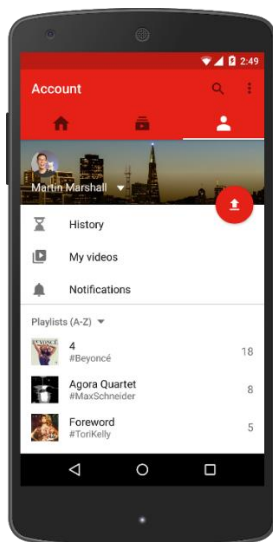 2:49
Account
Martin Marshall
History
My videos
Notifications
Playlists (A-Z)
4
18
#Beyoncé
Agora Quartet
8
#MaxSchneider
Foreword
5
#ToriKelly